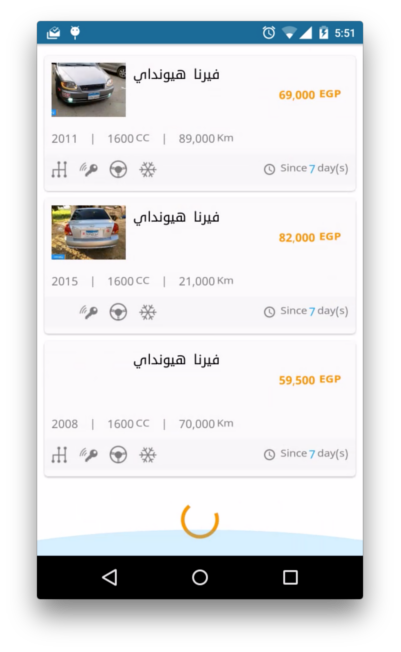 5:51
فيرنا هيونداي
69,000 EGP
2011 | 1600 CC | 89,000 Km
Since 7 day(s)
فيرنا هيونداي
82,000 EGP
2015 | 1600 CC | 21,000 Km
Since 7 day(s)
فيرنا هيونداي
59,500 EGP
2008 | 1600 CC | 70,000 Km
Since 7 day(s)